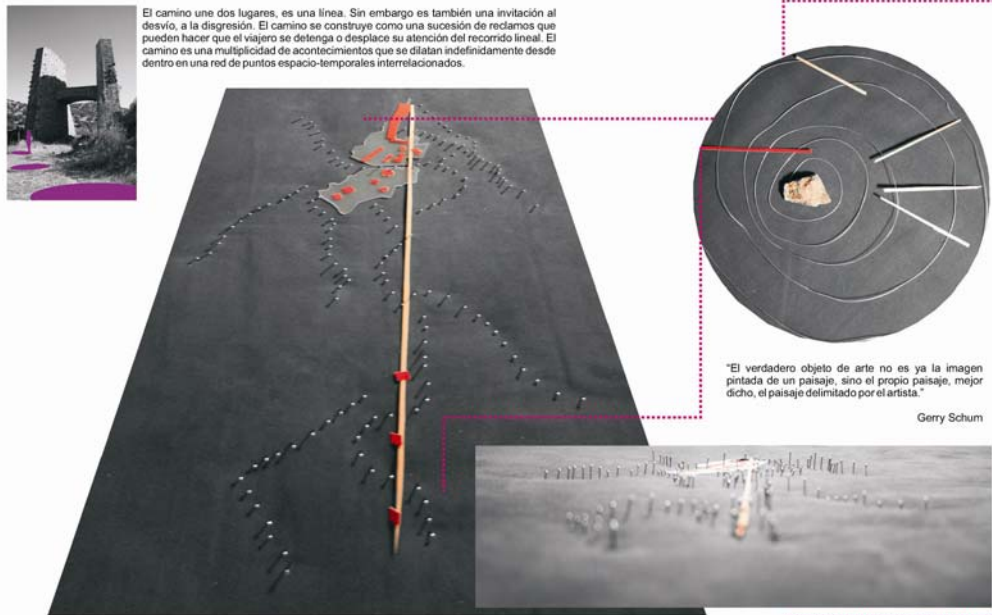 El camino une dos lugares, es una línea. Sin embargo es también una invitación al
desvío, a la disgresión. El camino se construye como una sucesión de reclamos que
pueden hacer que el viajero se detenga o desplace su atención del recorrido lineal. El
camino es una multiplicidad de acontecimientos que se dilatan indefinidamente desde
dentro en una red de puntos espacio-temporales interrelacionados.
"El verdadero objeto de arte no es ya la imagen
pintada de un paisaje, sino el propio paisaje, mejor
dicho, el paisaje delimitado por el artista."
Gerry Schum